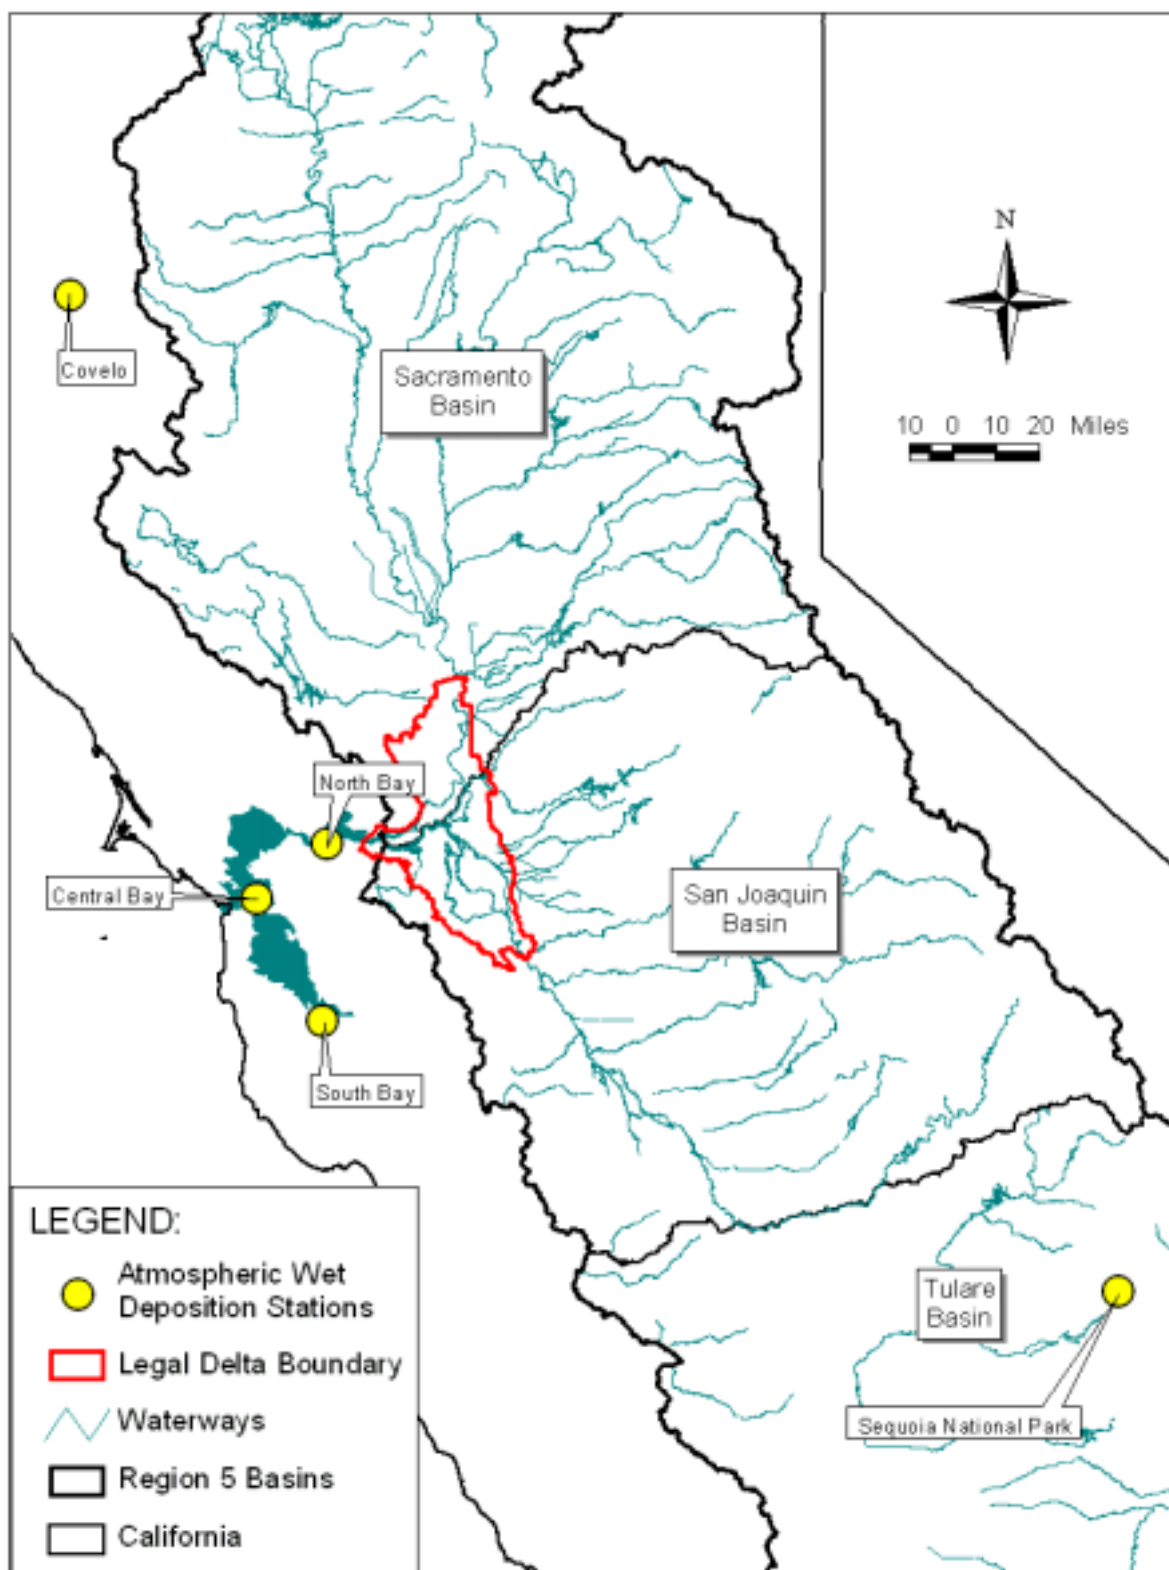 N
Covelo
Sacramento
Basin
10 0 10 20 Miles
North Bay
Central Bay
San Joaquin
Basin
South Bay
LEGEND:
Atmospheric Wet
Deposition Stations
Legal Delta Boundary
Waterways
Region 5 Basins
California
Tulare
Basin
Sequoia National Park